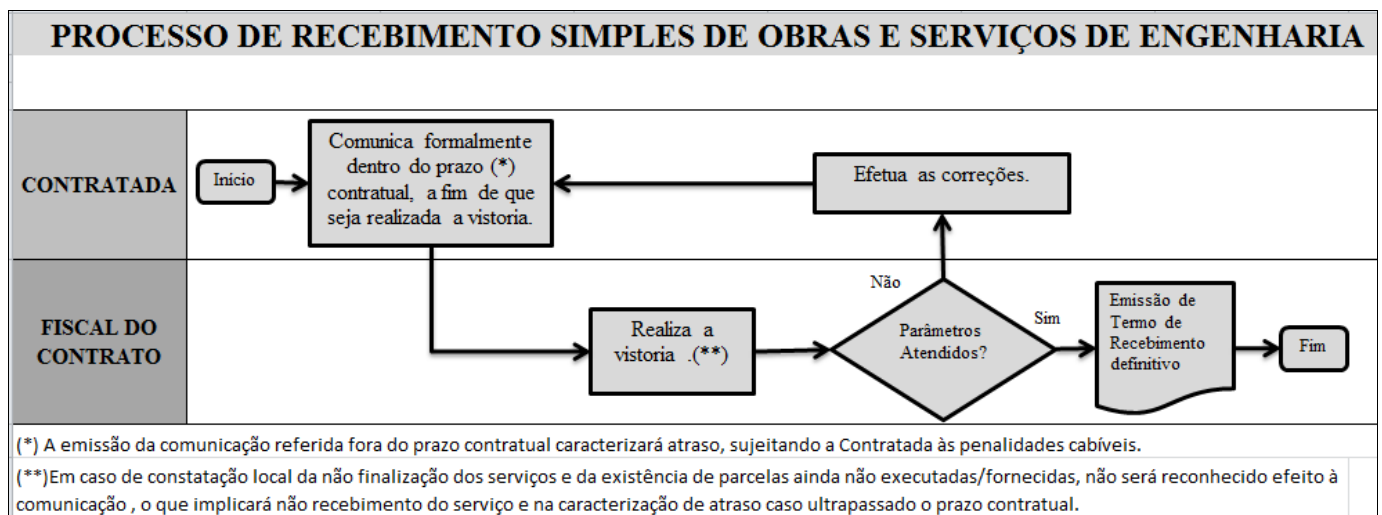 PROCESSO DE RECEBIMENTO SIMPLES DE OBRAS E SERVIÇOS DE ENGENHARIA
CONTRATADA
Inicio
Comunica formalmente
dentro do prazo (*)
contratual, a fim de que
seja realizada a vistoria.
Efetua as correções.
FISCAL DO
CONTRATO
Realiza a
vistoria .(**)
Não
Parâmetros
Atendidos?
Sim
Emissão de
Termo de
Recebimento
definitivo
Fim
(*) A emissão da comunicação referida fora do prazo contratual caracterizará atraso, sujeitando a Contratada às penalidades cabíveis.
(**)Em caso de constatação local da não finalização dos serviços e da existência de parcelas ainda não executadas/fornecidas, não será reconhecido efeito à
comunicação , o que implicará não recebimento do serviço e na caracterização de atraso caso ultrapassado o prazo contratual.